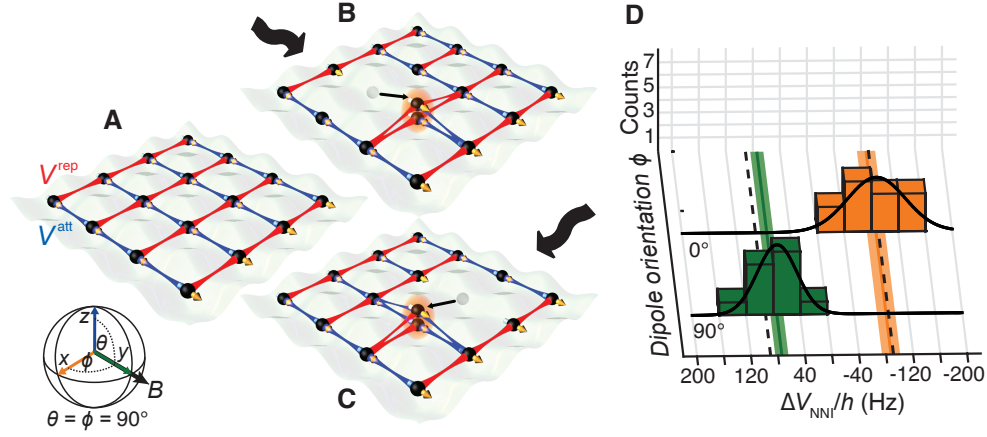 A
B
C
D
V^rep
V^att
z
θ
x
ϕ
y
B
θ = ϕ = 90°
Counts
7
5
3
1
Dipole orientation ϕ
0°
90°
200 120 40 -40 -120 -200
ΔV_NNI/h (Hz)